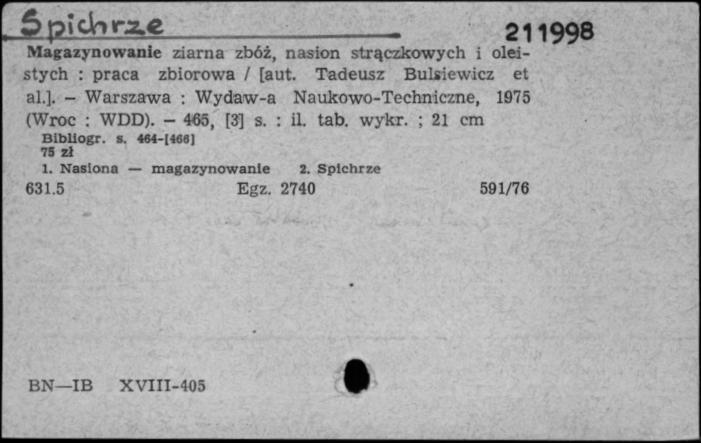 Spichrze
211998
Magazynowanie ziarna zbóż, nasion strączkowych i olei-
stych : praca zbiorowa / [aut. Tadeusz Bulsiewicz et
al.]. — Warszawa : Wydaw-a Naukowo-Techniczne, 1975
(Wroc : WDD). — 465, [3] s. : il. tab. wykr. ; 21 cm
Bibliogr. s. 464-[466]
75 zł
1. Nasiona — magazynowanie 2. Spichrze
631.5 Egz. 2740 591/76
BN—IB XVIII-405